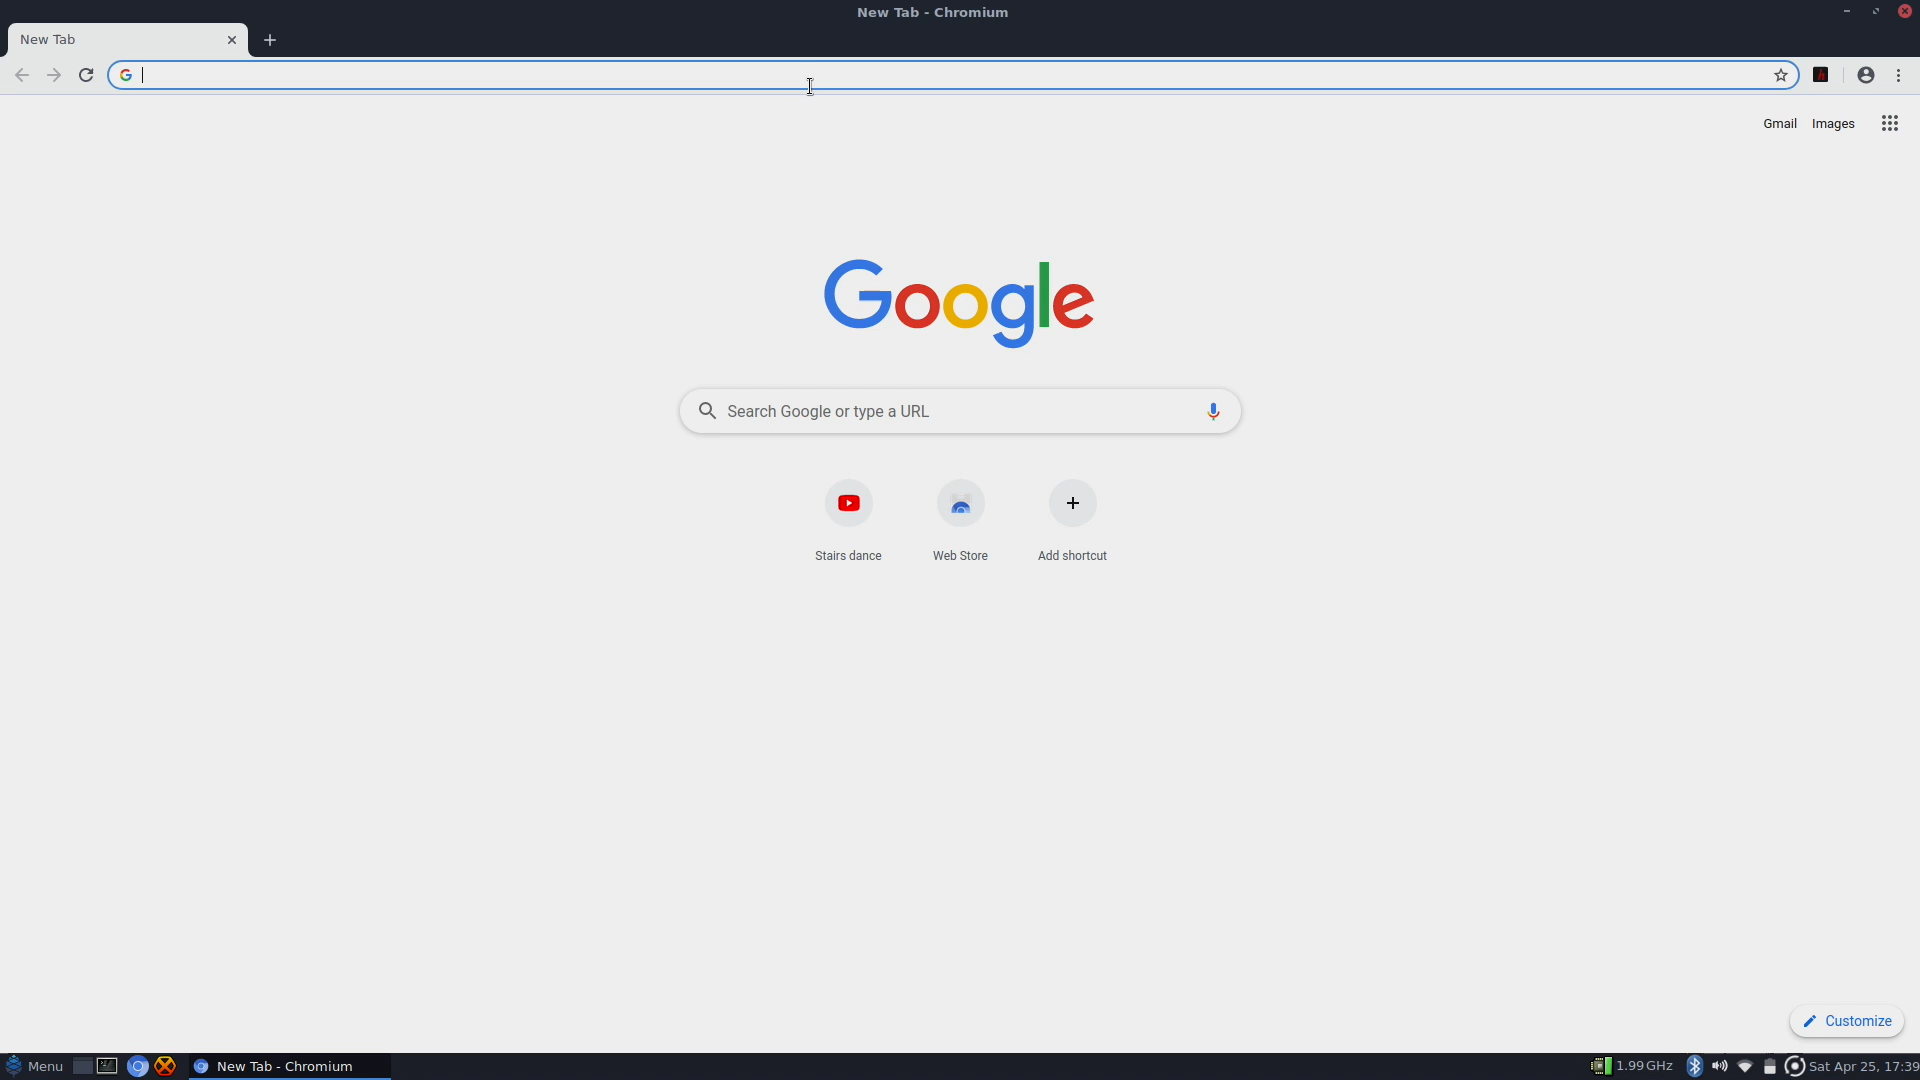 New Tab - Chromium
New Tab
Gmail Images
Google
Search Google or type a URL
Stairs dance Web Store Add shortcut
Customize
Menu New Tab - Chromium 1.99 GHz Sat Apr 25, 17:39